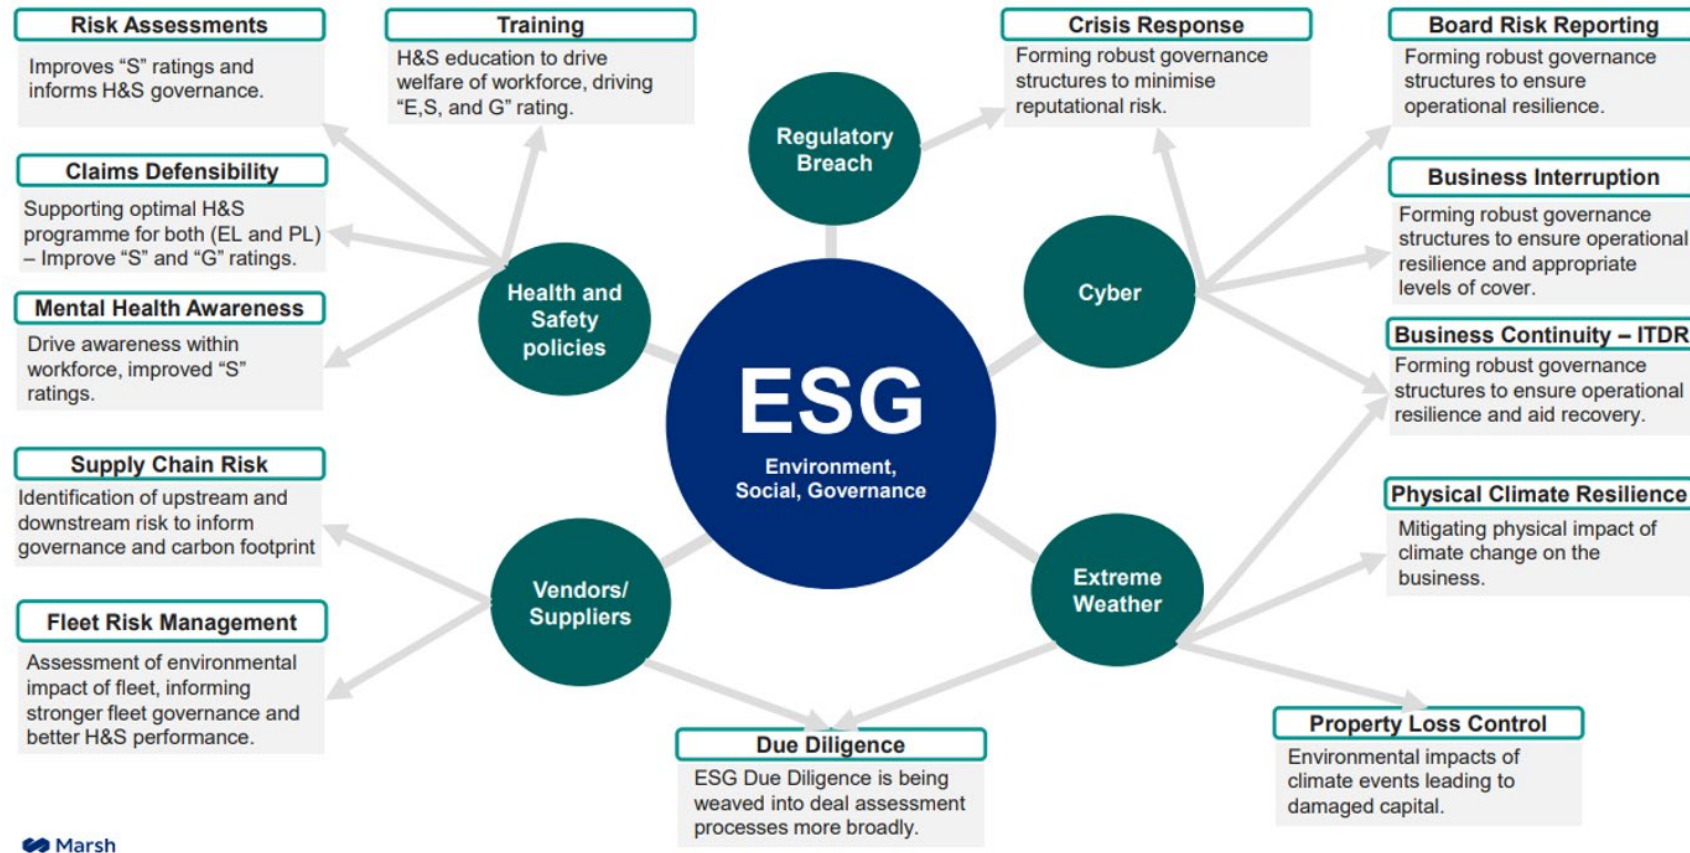 Risk Assessments
Improves “S” ratings and
informs H&S governance.
Training
H&S education to drive
welfare of workforce, driving
“E,S, and G” rating.
Crisis Response
Forming robust governance
structures to minimise
reputational risk.
Board Risk Reporting
Forming robust governance
structures to ensure
operational resilience.
Claims Defensibility
Supporting optimal H&S
programme for both (EL and PL)
– Improve “S” and “G” ratings.
Mental Health Awareness
Drive awareness within
workforce, improved “S”
ratings.
Supply Chain Risk
Identification of upstream and
downstream risk to inform
governance and carbon footprint
Fleet Risk Management
Assessment of environmental
impact of fleet, informing
stronger fleet governance and
better H&S performance.
Regulatory
Breach
Health and
Safety
policies
Cyber
ESG
Environment,
Social, Governance
Vendors/
Suppliers
Extreme
Weather
Business Interruption
Forming robust governance
structures to ensure operational
resilience and appropriate
levels of cover.
Business Continuity – ITDR
Forming robust governance
structures to ensure operational
resilience and aid recovery.
Physical Climate Resilience
Mitigating physical impact of
climate change on the
business.
Due Diligence
ESG Due Diligence is being
weaved into deal assessment
processes more broadly.
Property Loss Control
Environmental impacts of
climate events leading to
damaged capital.
Marsh